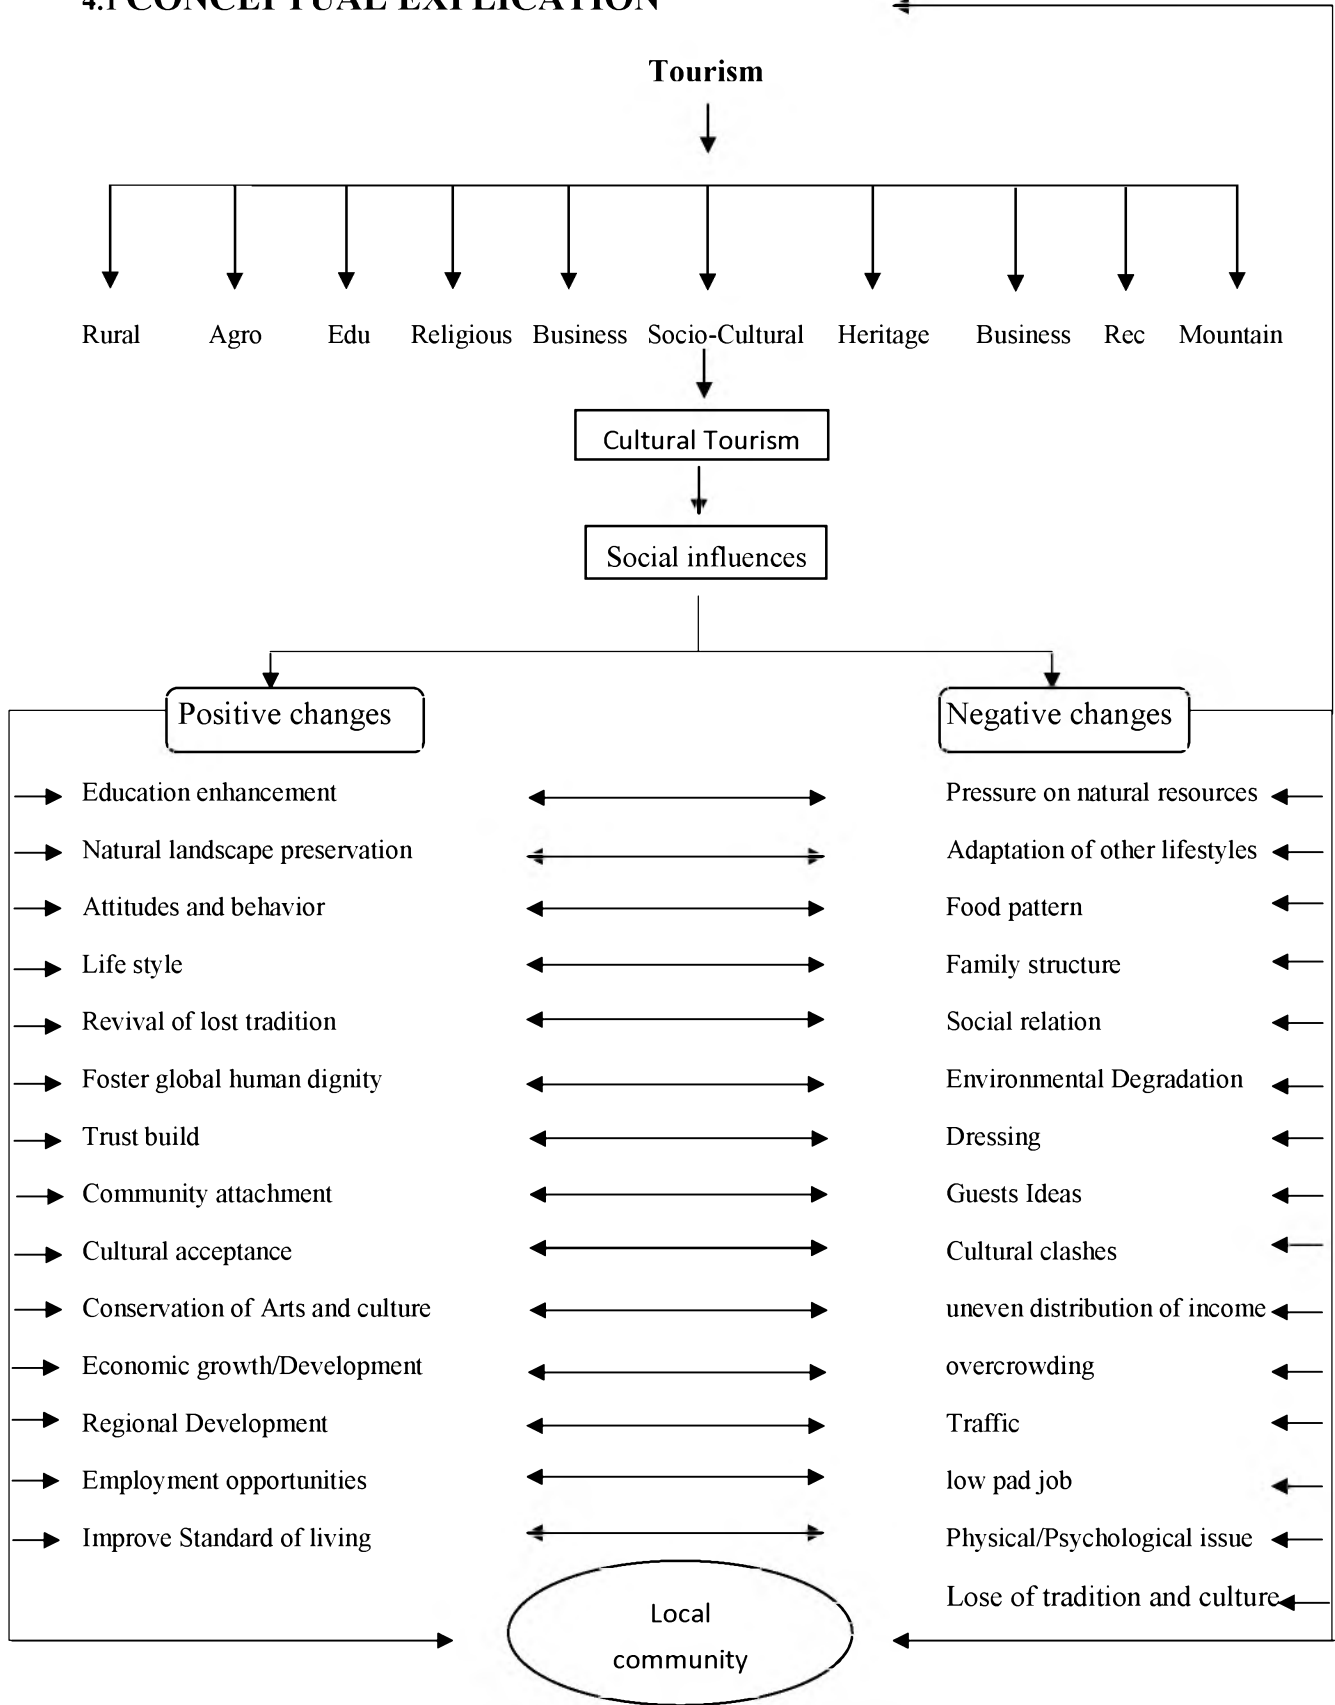 4.1 CONCEPTUAL EXPLICATION
Tourism
Rural Agro Edu Religious Business Socio-Cultural Heritage Business Rec Mountain
Cultural Tourism
Social influences
Positive changes Negative changes
Education enhancement Pressure on natural resources
Natural landscape preservation Adaptation of other lifestyles
Attitudes and behavior Food pattern
Life style Family structure
Revival of lost tradition Social relation
Foster global human dignity Environmental Degradation
Trust build Dressing
Community attachment Guests Ideas
Cultural acceptance Cultural clashes
Conservation of Arts and culture uneven distribution of income
Economic growth/Development overcrowding
Regional Development Traffic
Employment opportunities low pad job
Improve Standard of living Physical/Psychological issue
Lose of tradition and culture
Local
community